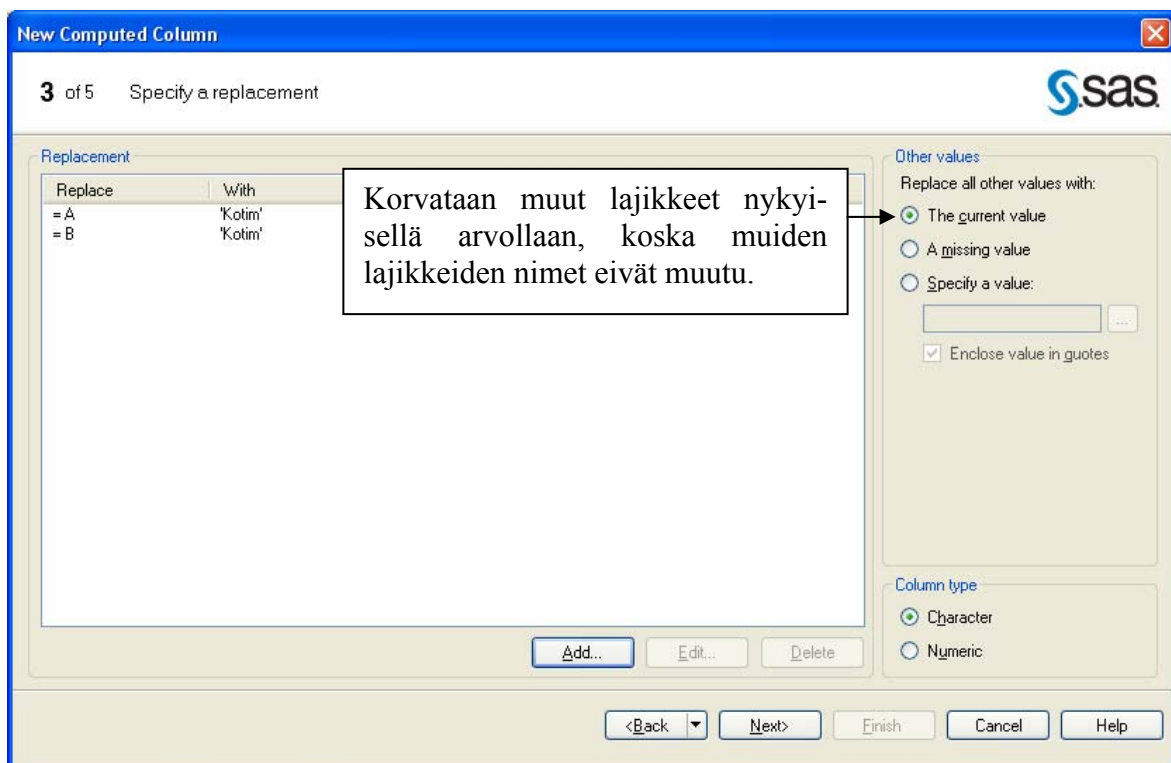 New Computed Column
3 of 5 Specify a replacement
sas
Replacement
Replace With
= A 'Kotim'
= B 'Kotim'
Korvataan muut lajikkeet nykyi-
sellä arvollaan, koska muiden
lajikkeiden nimet eivät muutu.
Add... Edit... Delete
Other values
Replace all other values with:
The current value
A missing value
Specify a value:
...
Enclose value in quotes
Column type
Character
Numeric
<Back Next> Finish Cancel Help